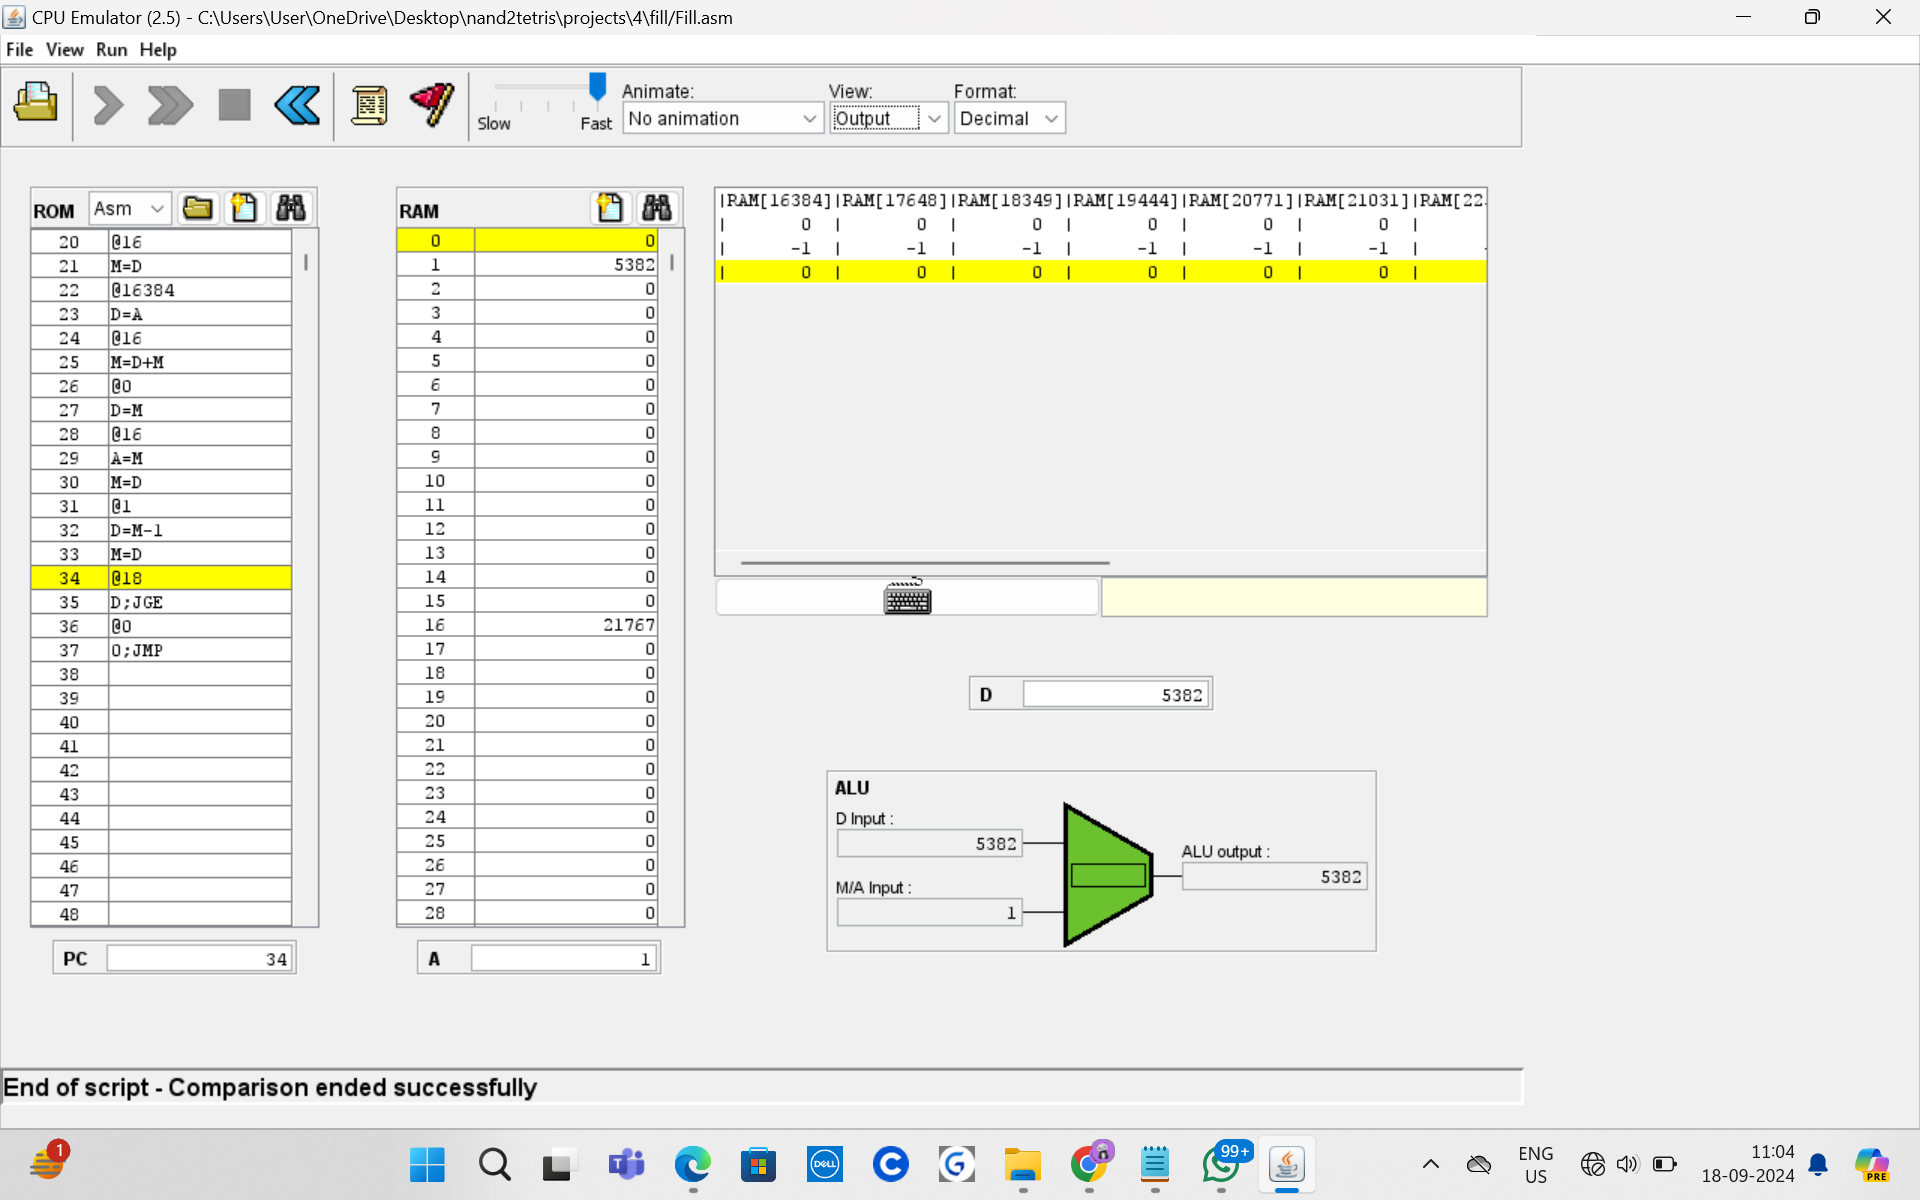 CPU Emulator (2.5) - C:\Users\User\OneDrive\Desktop\nand2tetris\projects\4\fill/Fill.asm
File View Run Help
Slow Fast
Animate:
No animation
View:
Output
Format:
Decimal
ROM Asm
20 @16
21 M=D
22 @16384
23 D=A
24 @16
25 M=D+M
26 @0
27 D=M
28 @16
29 A=M
30 M=D
31 @1
32 D=M-1
33 M=D
34 @18
35 D;JGE
36 @0
37 0;JMP
38
39
40
41
42
43
44
45
46
47
48
PC 34
RAM
0 0
1 5382
2 0
3 0
4 0
5 0
6 0
7 0
8 0
9 0
10 0
11 0
12 0
13 0
14 0
15 0
16 21767
17 0
18 0
19 0
20 0
21 0
22 0
23 0
24 0
25 0
26 0
27 0
28 0
A 1
|RAM[16384]|RAM[17648]|RAM[18349]|RAM[19444]|RAM[20771]|RAM[21031]|RAM[22
| 0 | 0 | 0 | 0 | 0 | 0 |
| -1 | -1 | -1 | -1 | -1 | -1 |
| 0 | 0 | 0 | 0 | 0 | 0 |
D 5382
ALU
D Input :
5382
M/A Input :
1
ALU output :
5382
End of script - Comparison ended successfully
1
DELL
99+
ENG
US
11:04
18-09-2024
PRE